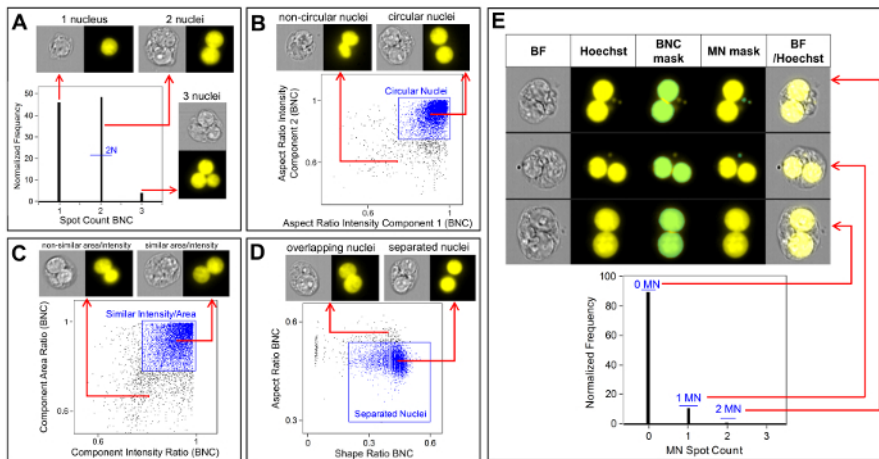 A
1 nucleus
2 nuclei
3 nuclei
Normalized Frequency
50
40
30
20
10
0
2N
1
2
3
Spot Count BNC
B
non-circular nuclei
circular nuclei
Aspect Ratio Intensity
Component 2 (BNC)
1
0.6
Circular Nuclei
0.6
1
Aspect Ratio Intensity Component 1 (BNC)
C
non-similar area/intensity
similar area/intensity
Component Area Ratio (BNC)
1
0.6
Similar Intensity/Area
0.6
1
Component Intensity Ratio (BNC)
D
overlapping nuclei
separated nuclei
Aspect Ratio BNC
0.6
0.3
Separated Nuclei
0
0.3
0.6
Shape Ratio BNC
E
BF
Hoechst
BNC
mask
MN mask
BF
/Hoechst
Normalized Frequency
100
80
60
40
20
0
0 MN
1 MN
2 MN
0
1
2
3
MN Spot Count